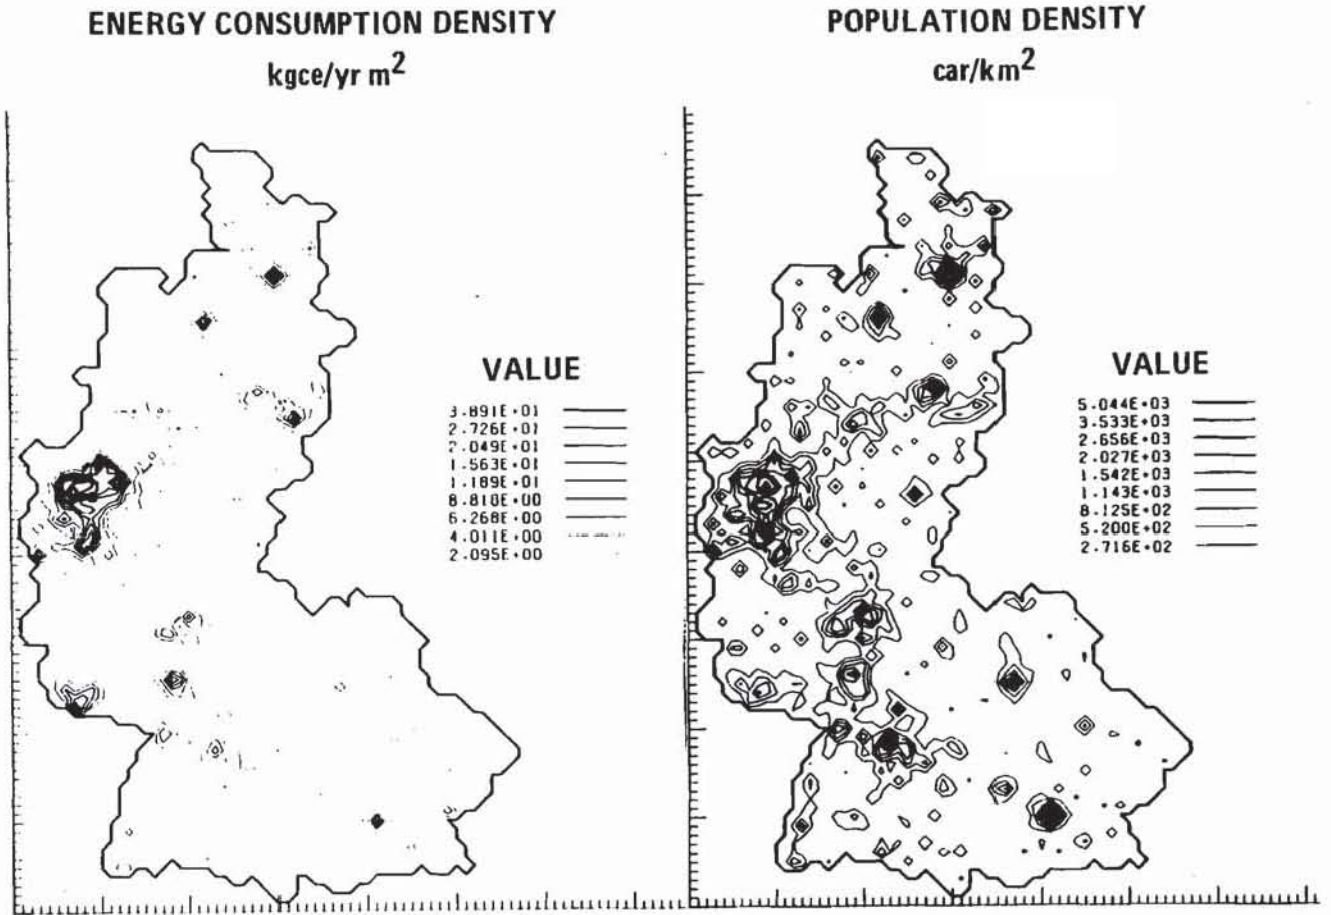 ENERGY CONSUMPTION DENSITY
kgce/yr m²
POPULATION DENSITY
car/km²
VALUE
3.891E+01
2.726E+01
2.049E+01
1.563E+01
1.189E+01
8.810E+00
6.268E+00
4.011E+00
2.095E+00
VALUE
5.044E+03
3.533E+03
2.656E+03
2.027E+03
1.542E+03
1.143E+03
8.125E+02
5.200E+02
2.716E+02